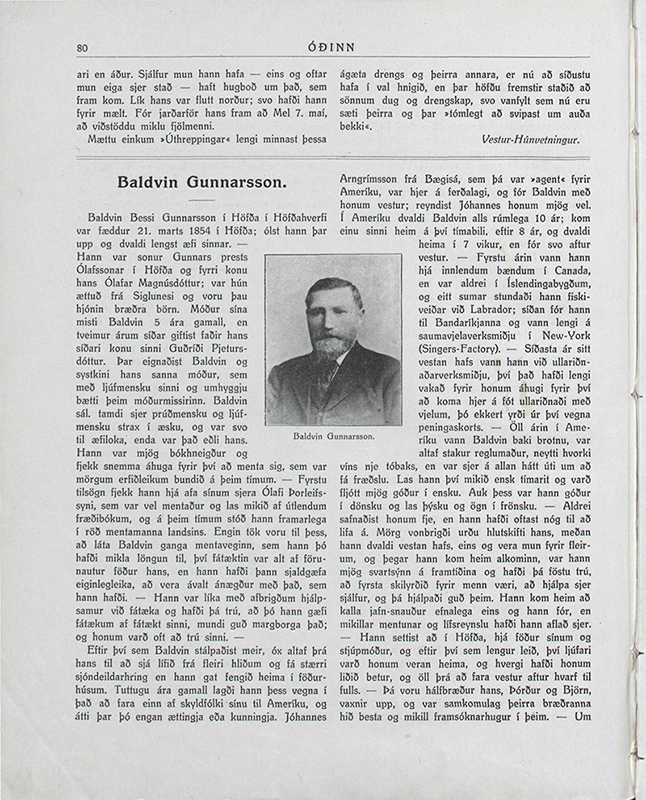 80
ÓÐINN
ari en áður. Sjálfur mun hann hafa — eins og oftar
mun eiga sjer stað — haft hugboð um það, sem
fram kom. Lík hans var flutt norður; svo hafði hann
fyrir mælt. Fór jarðarför hans fram að Mel 7. maí,
að viðstöddu miklu fjölmenni.
Mættu einkum »Úthreppingar« lengi minnast þessa
ágæta drengs og þeirra annara, er nú að síðustu
hafa í val hnigið, en þar höfðu fremstir staðið að
sönnum dug og drengskap, svo vanfylt sem nú eru
sæti þeirra og þar »tómlegt að svipast um auða
bekki«.
Vestur-Húnvetningur.
Baldvin Gunnarsson.
Baldvin Bessi Gunnarsson í Höfða í Höfðahverfi
var fæddur 21. marts 1854 í Höfða; ólst hann þar
upp og dvaldi lengst æfi sinnar. —
Hann var sonur Gunnars prests
Ólafssonar í Höfða og fyrri konu
hans Ólafar Magnúsdóttur; var hún
ættuð frá Siglunesi og voru þau
hjónin bræðra börn. Móður sína
misti Baldvin 5 ára gamall, en
tveimur árum síðar giftist faðir hans
síðari konu sinni Guðríði Pjeturs-
dóttur. Þar eignaðist Baldvin og
systkini hans sanna móður, sem
með ljúfmensku sinni og umhyggju
bætti þeim móðurmissirinn. Baldvin
sál. tamdi sjer prúðmensku og ljúf-
mensku strax í æsku, og var svo
til æfiloka, enda var það eðli hans.
Hann var mjög bókhneigður og
fjekk snemma áhuga fyrir því að menta sig, sem var
mörgum erfiðleikum bundið á þeim tímum. — Fyrstu
tilsögn fjekk hann hjá afa sínum sjera Ólafi Þorleifs-
syni, sem var vel mentaður og las mikið af útlendum
fræðibókum, og á þeim tímum stóð hann framarlega
í röð mentamanna landsins. Engin tök voru til þess,
að láta Baldvin ganga mentaveginn, sem hann þó
hafði mikla löngun til, því fátæktin var alt af föru-
nautur föður hans, en hann hafði þann sjaldgæfa
eiginlegleika, að vera ávalt ánægður með það, sem
hann hafði. — Hann var líka með afbrigðum hjálp-
samur við fátæka og hafði þá trú, að þó hann gæfi
fátækum af fátækt sinni, mundi guð margborga það;
og honum varð oft að trú sinni. —
Eftir því sem Baldvin stálpaðist meir, óx altaf þrá
hans til að sjá lífið frá fleiri hliðum og fá stærri
sjóndeildarhring en hann gat fengið heima í föður-
húsum. Tuttugu ára gamall lagði hann þess vegna í
það að fara einn af skyldfólki sínu til Ameríku, og
átti þar þó engan ættingja eða kunningja. Jóhannes
Baldvin Gunnarsson.
Arngrímsson frá Bægisá, sem þá var »agent« fyrir
Ameríku, var hjer á ferðalagi, og fór Baldvin með
honum vestur; reyndist Jóhannes honum mjög vel.
Í Ameríku dvaldi Baldvin alls rúmlega 10 ár; kom
einu sinni heim á því tímabili, eftir 8 ár, og dvaldi
heima í 7 vikur, en fór svo aftur
vestur. — Fyrstu árin vann hann
hjá innlendum bændum í Canada,
en var aldrei í Íslendingabygðum,
og eitt sumar stundaði hann fiski-
veiðar við Labrador; síðan fór hann
til Bandaríkjanna og vann lengi á
saumavjelaverksmiðju í New-York
(Singers-Factory). — Síðasta ár sitt
vestan hafs vann hann við ullariðn-
aðarverksmiðju, því það hafði lengi
vakað fyrir honum áhugi fyrir því
að koma hjer á fót ullariðnaði með
vjelum, þó ekkert yrði úr því vegna
peningaskorts. — Öll árin í Ame-
ríku vann Baldvin baki brotnu, var
altaf stakur reglumaður, neytti hvorki
víns nje tóbaks, en var sjer á allan hátt úti um að
fá fræðslu. Las hann því mikið ensk tímarit og varð
fljótt mjög góður í ensku. Auk þess var hann góður
í dönsku og las þýsku og ögn í frönsku. — Aldrei
safnaðist honum fje, en hann hafði oftast nóg til að
lifa á. Mörg vonbrigði urðu hlutskifti hans, meðan
hann dvaldi vestan hafs, eins og vera mun fyrir fleir-
um, og þegar hann kom heim alkominn, var hann
mjög svartsýnn á framtíðina og hafði þá föstu trú,
að fyrsta skilyrðið fyrir menn væri, að hjálpa sjer
sjálfur, og þá hjálpaði guð þeim. Hann kom heim að
kalla jafn-snauður efnalega eins og hann fór, en
mikillar mentunar og lífsreynslu hafði hann aflað sjer.
— Hann settist að í Höfða, hjá föður sínum og
stjúpmóður, og eftir því sem lengur leið, því ljúfari
varð honum veran heima, og hvergi hafði honum
liðið betur, og öll þrá að fara vestur aftur hvarf til
fulls. — Þá voru hálfbræður hans, Þórður og Björn,
vaxnir upp, og var samkomulag þeirra bræðranna
hið besta og mikill framsóknarhugur í þeim. — Um